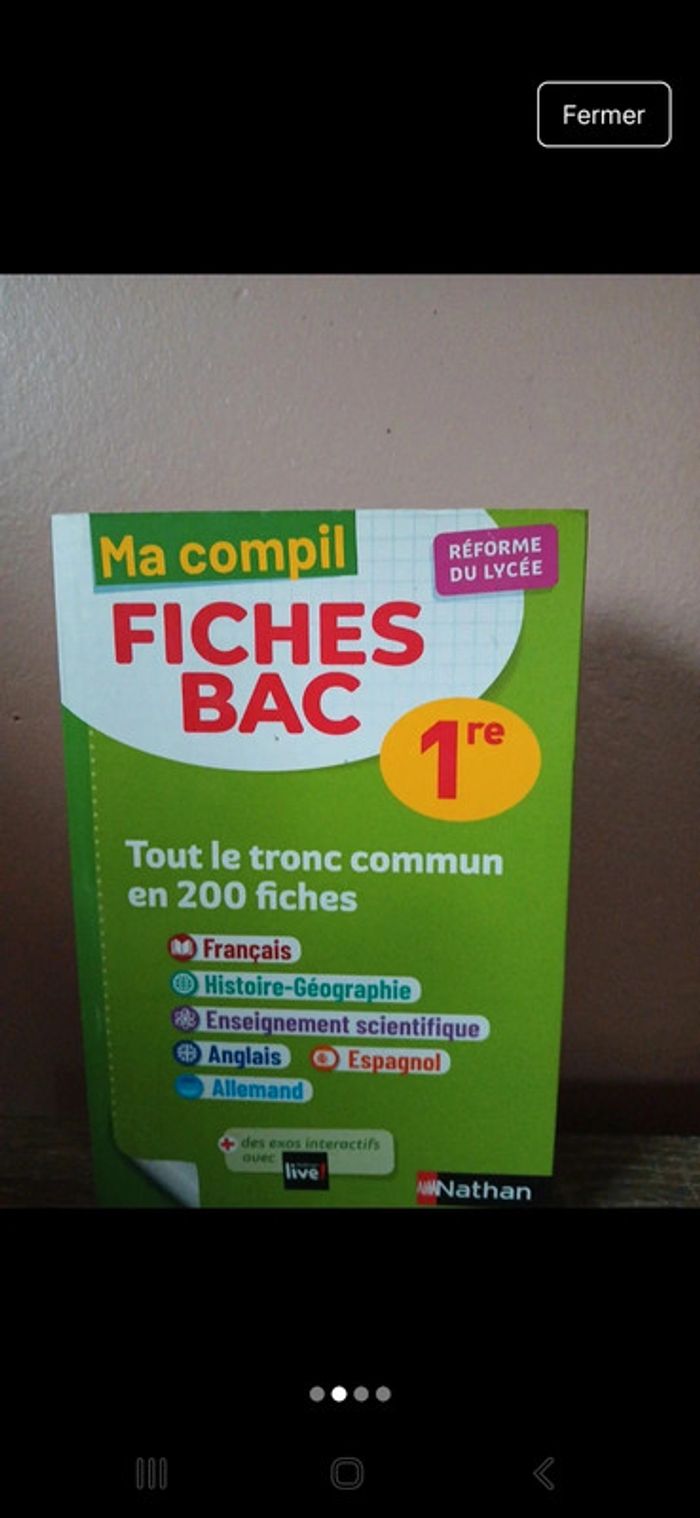 Fermer
Ma compil
RÉFORME
DU LYCÉE
FICHES
BAC
1re
Tout le tronc commun
en 200 fiches
Français
Histoire-Géographie
Enseignement scientifique
Anglais
Espagnol
Allemand
+ des exos interactifs
avec
live!
Nathan